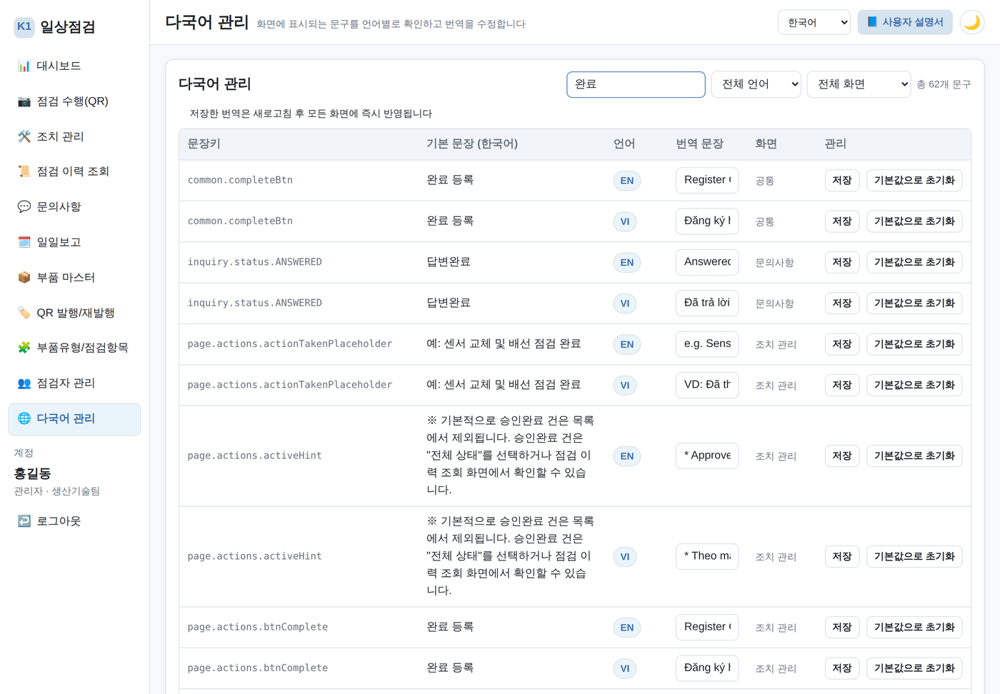 K1 일상점검
📊 대시보드
📷 점검 수행(QR)
🛠️ 조치 관리
📜 점검 이력 조회
💬 문의사항
🗓️ 일일보고
📦 부품 마스터
🏷️ QR 발행/재발행
🧩 부품유형/점검항목
👥 점검자 관리
🌐 다국어 관리
계정
홍길동
관리자 · 생산기술팀
↩️ 로그아웃
다국어 관리 화면에 표시되는 문구를 언어별로 확인하고 번역을 수정합니다 한국어 📘 사용자 설명서 🌙
다국어 관리 완료 전체 언어 전체 화면 총 62개 문구
저장한 번역은 새로고침 후 모든 화면에 즉시 반영됩니다
문장키 기본 문장 (한국어) 언어 번역 문장 화면 관리
common.completeBtn 완료 등록 EN Register 공통 저장 기본값으로 초기화
common.completeBtn 완료 등록 VI Đăng ký 공통 저장 기본값으로 초기화
inquiry.status.ANSWERED 답변완료 EN Answered 문의사항 저장 기본값으로 초기화
inquiry.status.ANSWERED 답변완료 VI Đã trả lời 문의사항 저장 기본값으로 초기화
page.actions.actionTakenPlaceholder 예: 센서 교체 및 배선 점검 완료 EN e.g. Sens 조치 관리 저장 기본값으로 초기화
page.actions.actionTakenPlaceholder 예: 센서 교체 및 배선 점검 완료 VI VD: Đã th 조치 관리 저장 기본값으로 초기화
※ 기본적으로 승인완료 건은 목록
에서 제외됩니다. 승인완료 건은
page.actions.activeHint "전체 상태"를 선택하거나 점검 이 EN * Approve 조치 관리 저장 기본값으로 초기화
력 조회 화면에서 확인할 수 있습
니다.
※ 기본적으로 승인완료 건은 목록
에서 제외됩니다. 승인완료 건은
page.actions.activeHint "전체 상태"를 선택하거나 점검 이 VI * Theo 조치 관리 저장 기본값으로 초기화
력 조회 화면에서 확인할 수 있습
니다.
page.actions.btnComplete 완료 등록 EN Register 조치 관리 저장 기본값으로 초기화
page.actions.btnComplete 완료 등록 VI Đăng ký 조치 관리 저장 기본값으로 초기화